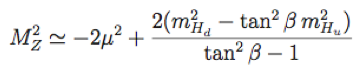 $M_Z^2 \simeq -2\mu^2 + \frac{2(m_{H_d}^2 - \tan^2 \beta \, m_{H_u}^2)}{\tan^2 \beta - 1}$